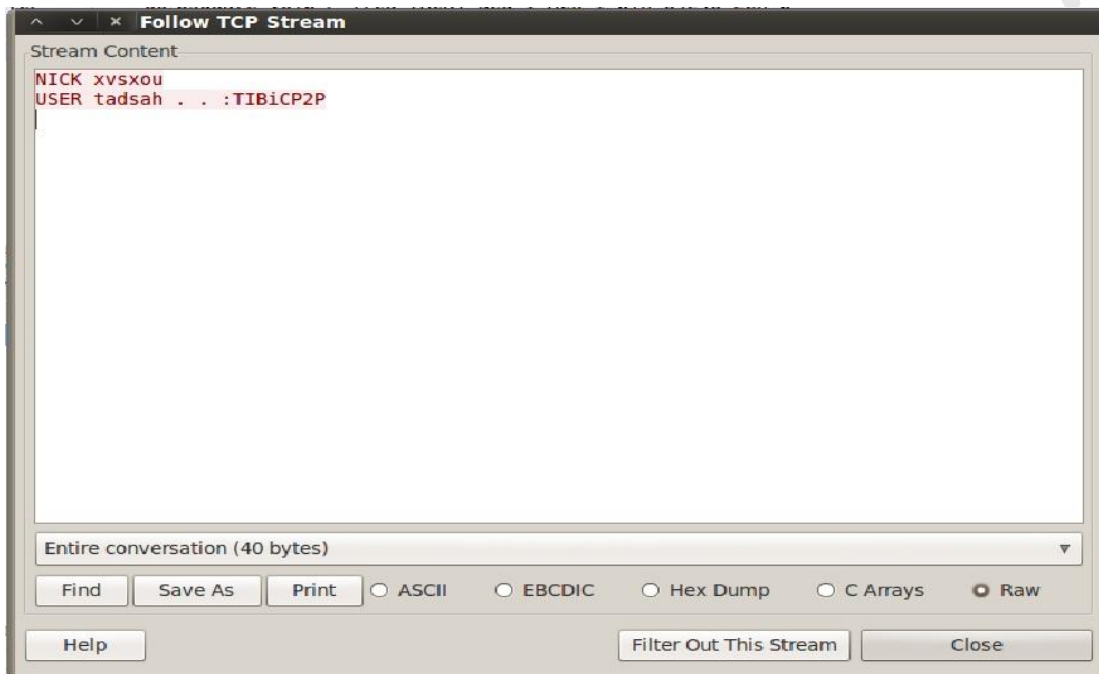 Follow TCP Stream
Stream Content
NICK xvsxou
USER tadsah . . :TIBiCP2P
Entire conversation (40 bytes)
Find Save As Print ASCII EBCDIC Hex Dump C Arrays Raw
Help Filter Out This Stream Close